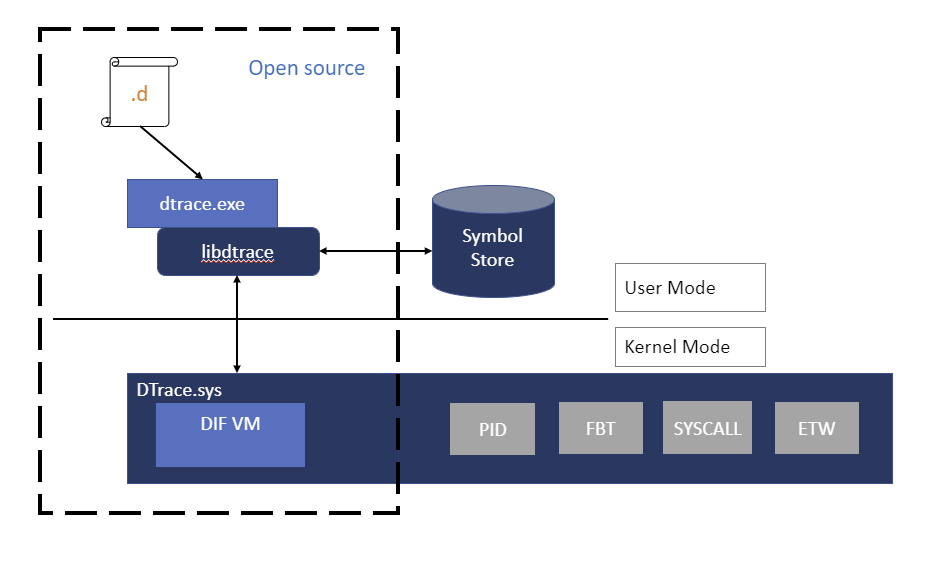 Open source
.d
dtrace.exe
libdtrace
Symbol
Store
User Mode
Kernel Mode
DTrace.sys
DIF VM
PID
FBT
SYSCALL
ETW